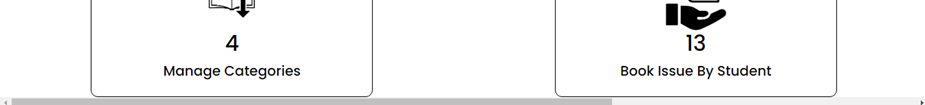 4
Manage Categories
13
Book Issue By Student